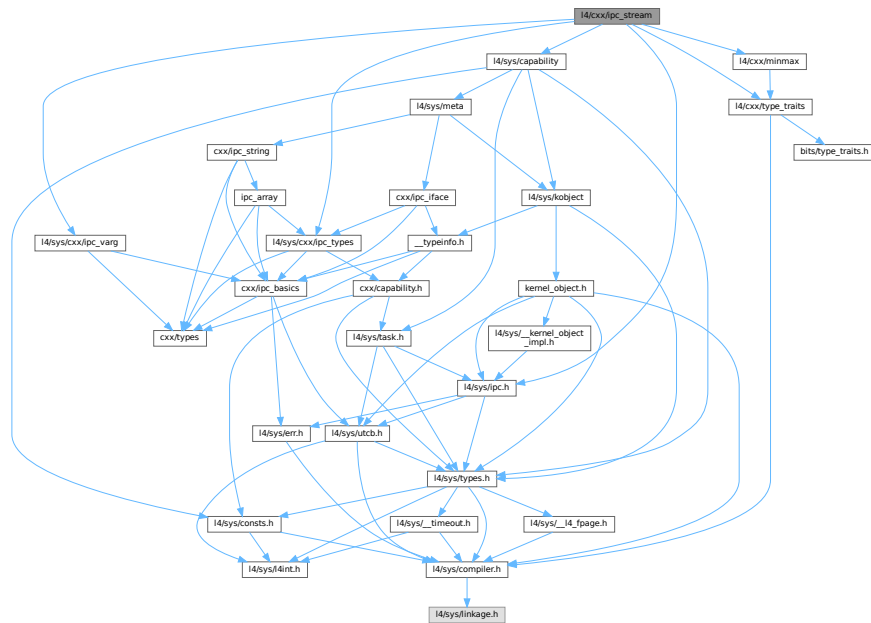 l4/cxx/ipc_stream
l4/sys/capability
l4/cxx/minmax
l4/sys/meta
l4/cxx/type_traits
cxx/ipc_string
bits/type_traits.h
ipc_array
cxx/ipc_iface
l4/sys/kobject
l4/sys/cxx/ipc_varg
l4/sys/cxx/ipc_types
__typeinfo.h
cxx/ipc_basics
cxx/capability.h
kernel_object.h
cxx/types
l4/sys/task.h
l4/sys/__kernel_object
_impl.h
l4/sys/ipc.h
l4/sys/err.h
l4/sys/utcb.h
l4/sys/types.h
l4/sys/consts.h
l4/sys/__timeout.h
l4/sys/__l4_fpage.h
l4/sys/l4int.h
l4/sys/compiler.h
l4/sys/linkage.h